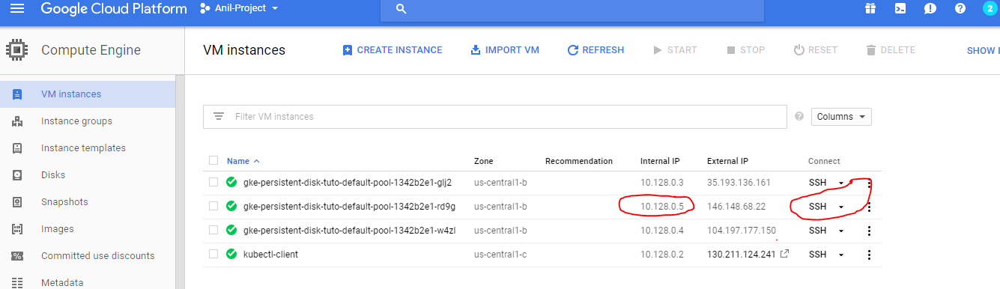 Google Cloud Platform Anil-Project 2
Compute Engine VM instances CREATE INSTANCE IMPORT VM REFRESH START STOP RESET DELETE SHOW I
VM instances
Instance groups
Instance templates
Disks
Snapshots
Images
Committed use discounts
Metadata
Filter VM instances Columns
Name Zone Recommendation Internal IP External IP Connect
gke-persistent-disk-tuto-default-pool-1342b2e1-glj2 us-central1-b 10.128.0.3 35.193.136.161 SSH
gke-persistent-disk-tuto-default-pool-1342b2e1-rd9g us-central1-b 10.128.0.5 146.148.68.22 SSH
gke-persistent-disk-tuto-default-pool-1342b2e1-w4zl us-central1-b 10.128.0.4 104.197.177.150 SSH
kubectl-client us-central1-c 10.128.0.2 130.211.124.241 SSH